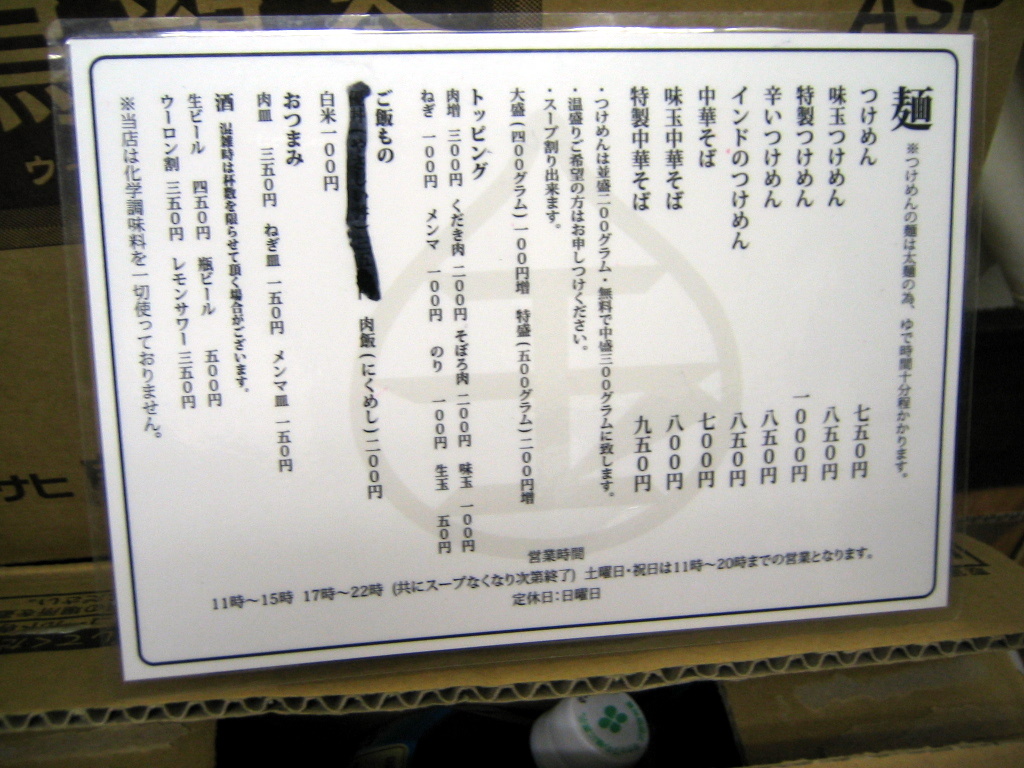 麺 ※つけめんの麺は太麺の為、ゆで時間十分程かかります。
つけめん 七五〇円
味玉つけめん 八五〇円
特製つけめん 一〇〇〇円
辛いつけめん 八五〇円
インドのつけめん 八五〇円
中華そば 七〇〇円
味玉中華そば 八〇〇円
特製中華そば 九五〇円
・つけめんは並盛二〇〇グラム・無料で中盛三〇〇グラムに致します。
・温盛りご希望の方はお申しつけください。
・スープ割り出来ます。
大盛(四〇〇グラム)一〇〇円増 特盛(五〇〇グラム)二〇〇円増
トッピング
肉増 三〇〇円 くだき肉 二〇〇円 そぼろ肉 二〇〇円 味玉 一〇〇円
ねぎ 一〇〇円 メンマ 一〇〇円 のり 一〇〇円 生玉 五〇円
ご飯もの
円 肉飯(にくめし)二〇〇円
白米一〇〇円
おつまみ
肉皿 三五〇円 ねぎ皿 一五〇円 メンマ皿 一五〇円
酒 混雑時は杯数を限らせて頂く場合がございます。
生ビール 四五〇円 瓶ビール 五〇〇円
ウーロン割 三五〇円 レモンサワー 三五〇円
※当店は化学調味料を一切使っておりません。
営業時間
11時～15時 17時～22時 (共にスープなくなり次第終了) 土曜日・祝日は11時～20時までの営業となります。
定休日:日曜日